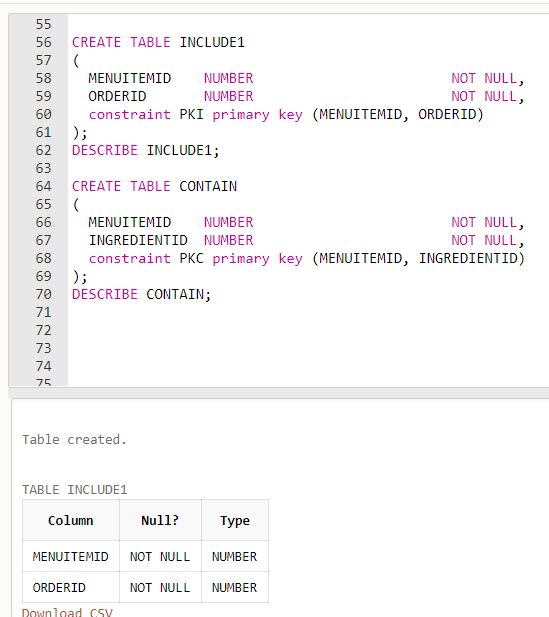 55
56 CREATE TABLE INCLUDE1
57 (
58 MENUITEMID NUMBER NOT NULL,
59 ORDERID NUMBER NOT NULL,
60 constraint PKI primary key (MENUITEMID, ORDERID)
61 );
62 DESCRIBE INCLUDE1;
63
64 CREATE TABLE CONTAIN
65 (
66 MENUITEMID NUMBER NOT NULL,
67 INGREDIENTID NUMBER NOT NULL,
68 constraint PKC primary key (MENUITEMID, INGREDIENTID)
69 );
70 DESCRIBE CONTAIN;
71
72
73
74
75
Table created.
TABLE INCLUDE1
Column Null? Type
MENUITEMID NOT NULL NUMBER
ORDERID NOT NULL NUMBER
Download CSV